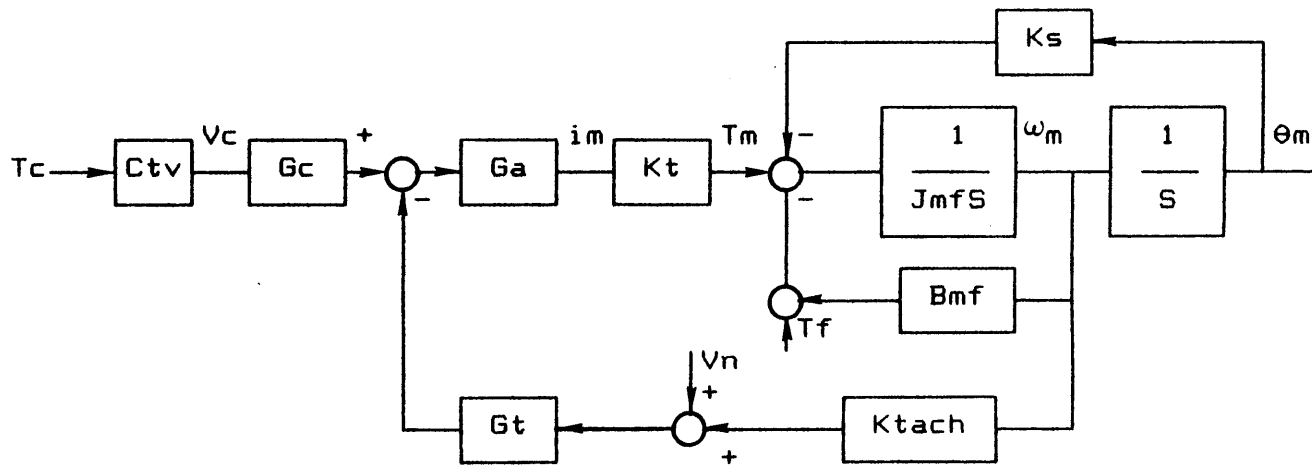 Ks
Tc
Ctv
Vc
Gc
+
-
Ga
im
Kt
Tm
-
-
1
JmfS
ωm
1
S
θm
Bmf
Tf
Vn
+
+
Gt
Ktach